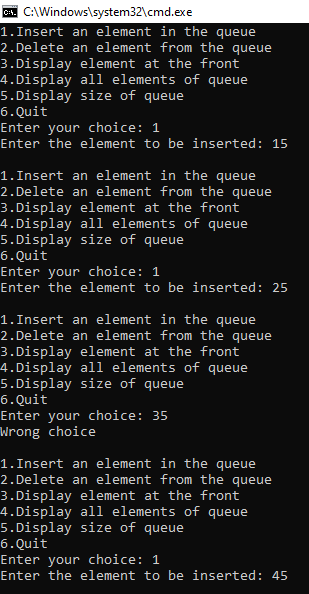 C:\Windows\system32\cmd.exe
1.Insert an element in the queue
2.Delete an element from the queue
3.Display element at the front
4.Display all elements of queue
5.Display size of queue
6.Quit
Enter your choice: 1
Enter the element to be inserted: 15
1.Insert an element in the queue
2.Delete an element from the queue
3.Display element at the front
4.Display all elements of queue
5.Display size of queue
6.Quit
Enter your choice: 1
Enter the element to be inserted: 25
1.Insert an element in the queue
2.Delete an element from the queue
3.Display element at the front
4.Display all elements of queue
5.Display size of queue
6.Quit
Enter your choice: 35
Wrong choice
1.Insert an element in the queue
2.Delete an element from the queue
3.Display element at the front
4.Display all elements of queue
5.Display size of queue
6.Quit
Enter your choice: 1
Enter the element to be inserted: 45